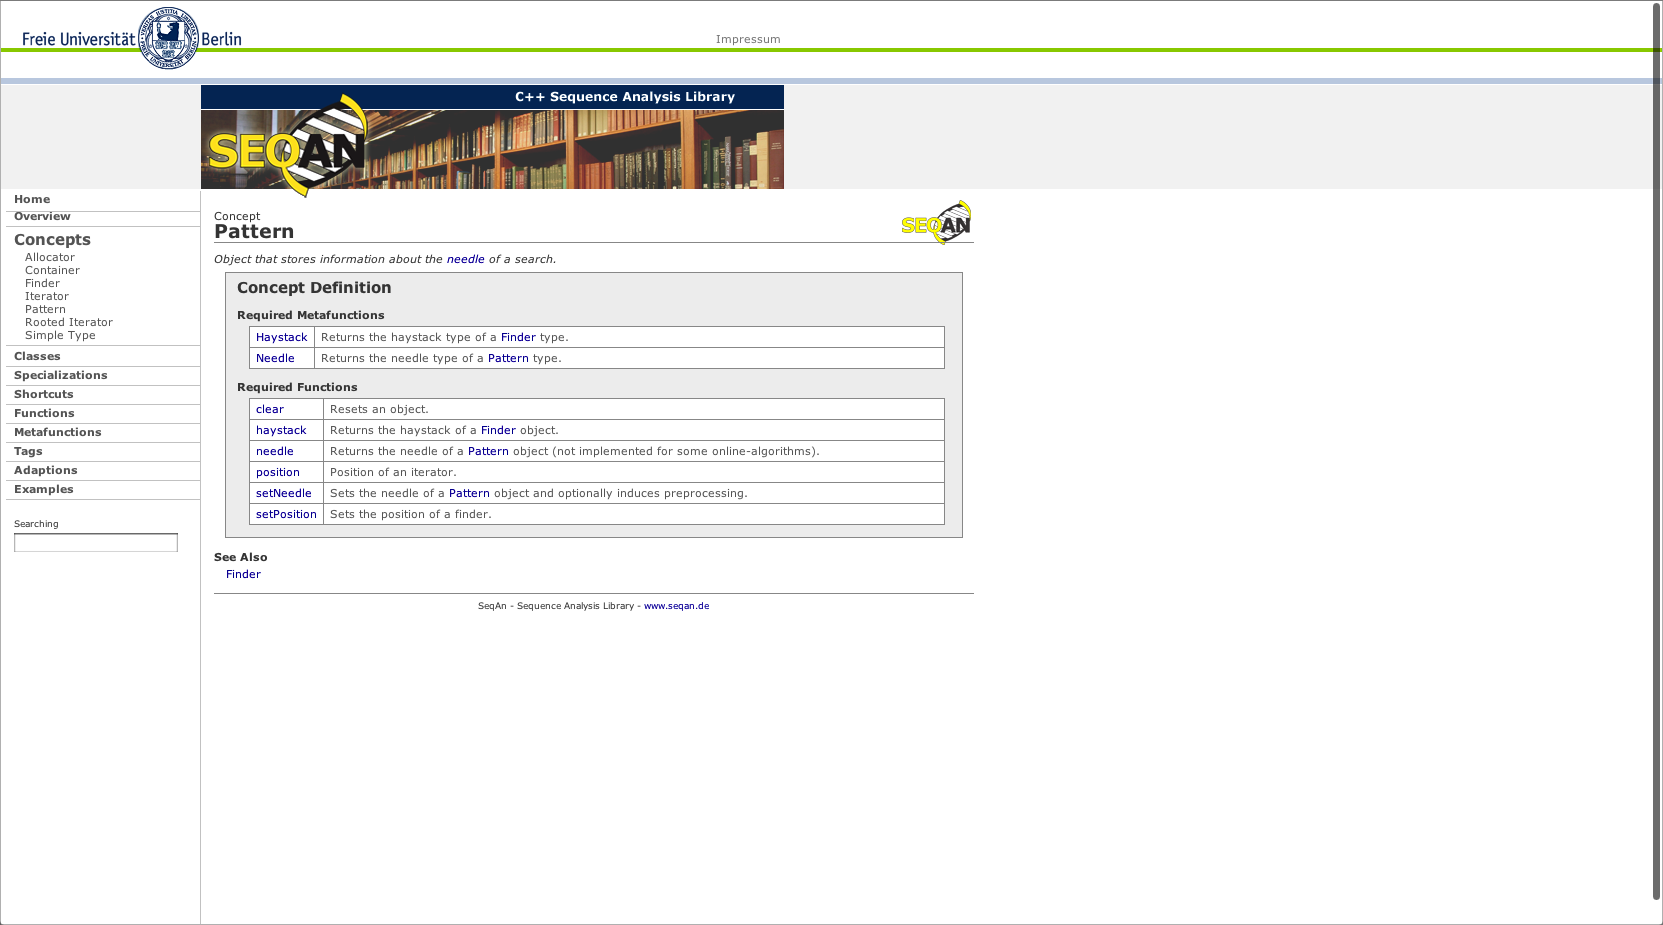 Freie Universität Berlin
Impressum
C++ Sequence Analysis Library
SEQAN
Home
Overview
Concepts
Allocator
Container
Finder
Iterator
Pattern
Rooted Iterator
Simple Type
Classes
Specializations
Shortcuts
Functions
Metafunctions
Tags
Adaptions
Examples
Searching
Concept
Pattern
SEQAN
Object that stores information about the needle of a search.
Concept Definition
Required Metafunctions
Haystack Returns the haystack type of a Finder type.
Needle Returns the needle type of a Pattern type.
Required Functions
clear Resets an object.
haystack Returns the haystack of a Finder object.
needle Returns the needle of a Pattern object (not implemented for some online-algorithms).
position Position of an iterator.
setNeedle Sets the needle of a Pattern object and optionally induces preprocessing.
setPosition Sets the position of a finder.
See Also
Finder
SeqAn - Sequence Analysis Library - www.seqan.de